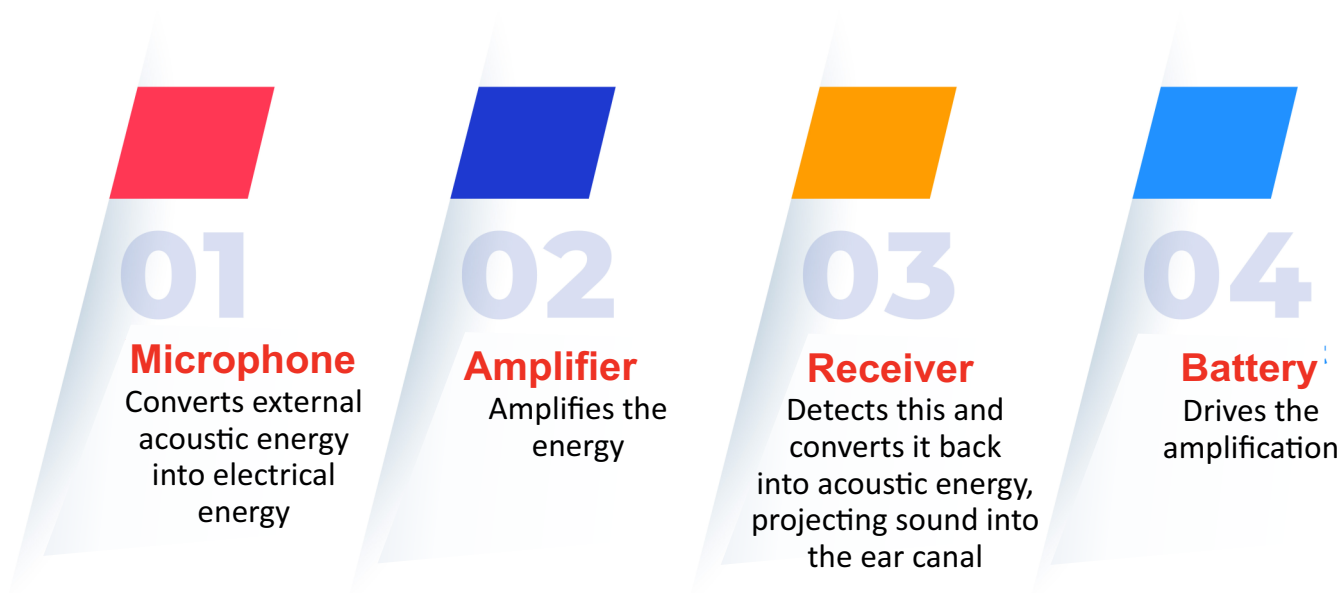 01
Microphone
Converts external
acoustic energy
into electrical
energy
02
Amplifier
Amplifies the
energy
03
Receiver
Detects this and
converts it back
into acoustic energy,
projecting sound into
the ear canal
04
Battery
Drives the
amplification